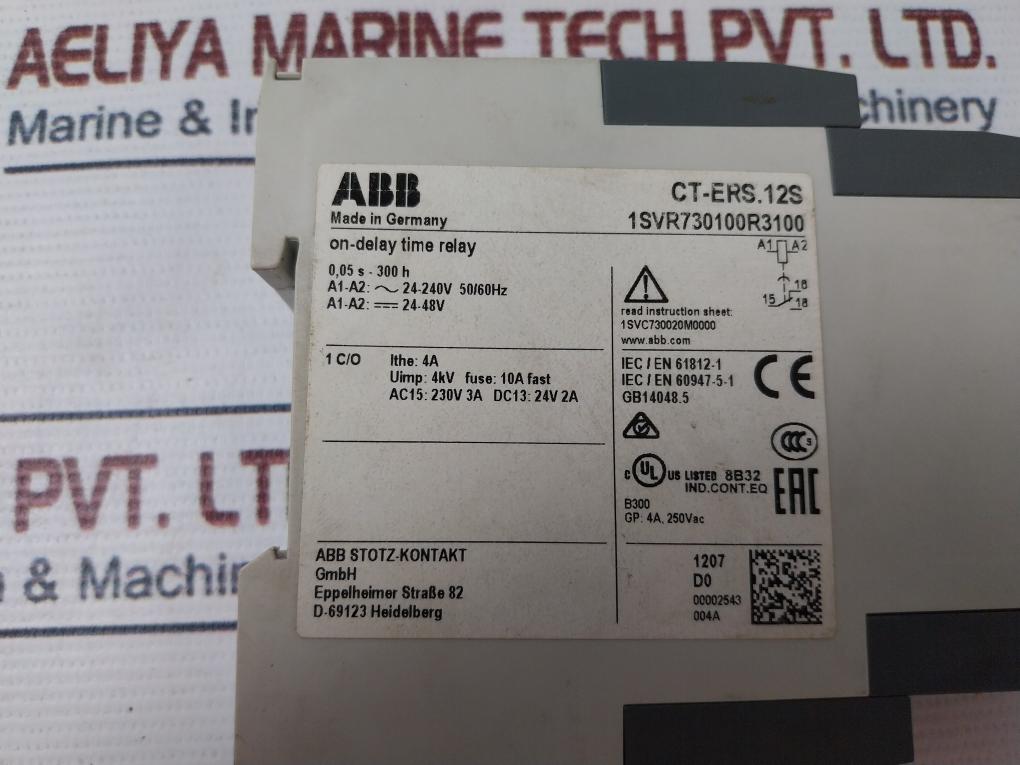 AELIYA MARINE TECH PVT. LTD.
Marine & In chinery
ABB
Made in Germany
CT-ERS.12S
1SVR730100R3100
on-delay time relay
0,05 s - 300 h
A1-A2: ~ 24-240V 50/60Hz
A1-A2: 24-48V
A1 A2
16
15 18
read instruction sheet:
1SVC730020M0000
www.abb.com
1 C/O Ithe: 4A
Uimp: 4kV fuse: 10A fast
AC15: 230V 3A DC13: 24V 2A
IEC / EN 61812-1
IEC / EN 60947-5-1
GB14048.5
CE
CCC S
C UL US LISTED 8B32
IND.CONT.EQ
EAC
B300
GP: 4A, 250Vac
ABB STOTZ-KONTAKT
GmbH
Eppelheimer Straße 82
D-69123 Heidelberg
1207
D0
00002543
004A
PVT. LT
& Machin